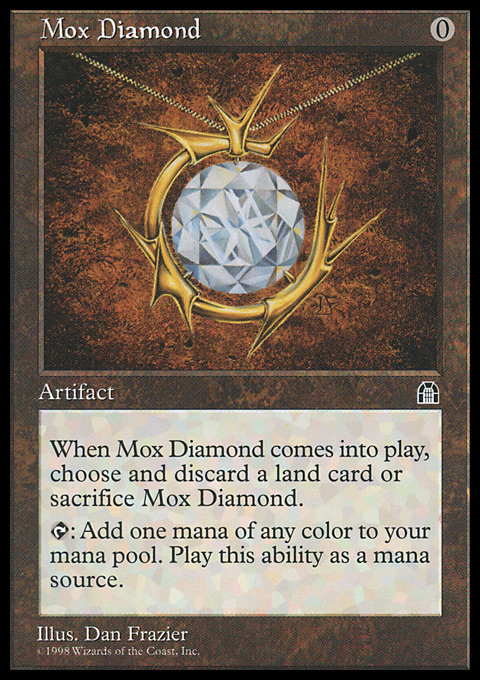 Mox Diamond 0
DF
Artifact
When Mox Diamond comes into play,
choose and discard a land card or
sacrifice Mox Diamond.
: Add one mana of any color to your
mana pool. Play this ability as a mana
source.
Illus. Dan Frazier
©1998 Wizards of the Coast, Inc.